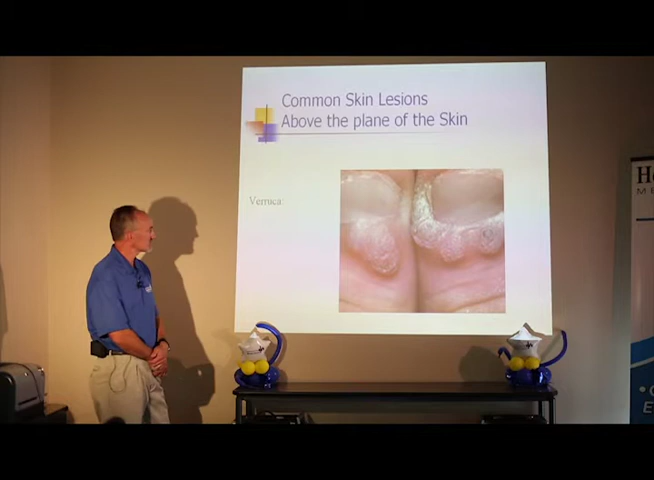 Common Skin Lesions
Above the plane of the Skin
Verruca: